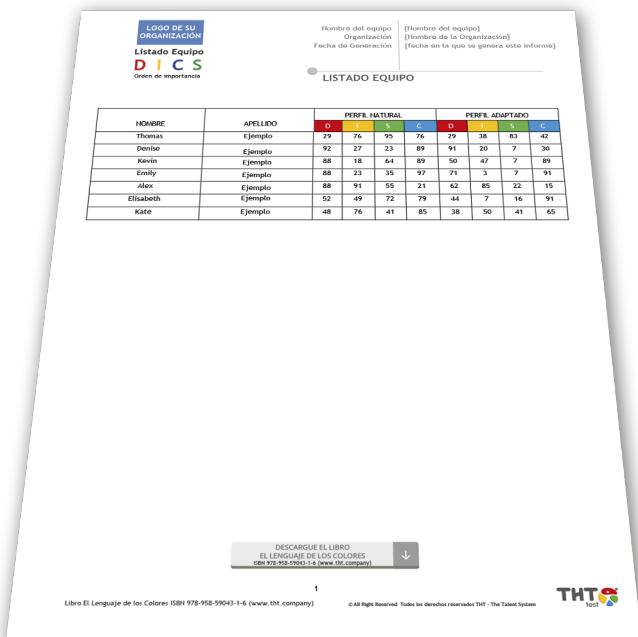 LOGO DE SU
ORGANIZACIÓN
Listado Equipo
D I C S
Orden de importancia
Nombre del equipo {Nombre del equipo}
Organización {Nombre de la Organización}
Fecha de Generación {fecha en la que se genera este informe}
LISTADO EQUIPO
NOMBRE APELLIDO PERFIL NATURAL PERFIL ADAPTADO
D I S C D I S C
Thomas Ejemplo 29 76 95 76 29 38 83 42
Denise Ejemplo 92 27 23 89 91 20 7 30
Kevin Ejemplo 88 18 64 89 50 47 7 89
Emily Ejemplo 88 23 35 97 71 3 7 91
Alex Ejemplo 88 91 55 21 62 85 22 15
Elisabeth Ejemplo 52 49 72 79 44 7 16 91
Kate Ejemplo 48 76 41 85 38 50 41 65
DESCARGUE EL LIBRO
EL LENGUAJE DE LOS COLORES
ISBN 978-958-59043-1-6 (www.tht.company)
1
Libro El Lenguaje de los Colores ISBN 978-958-59043-1-6 (www.tht.company)
© All Right Reserved. Todos los derechos reservados THT - The Talent System
THT
test